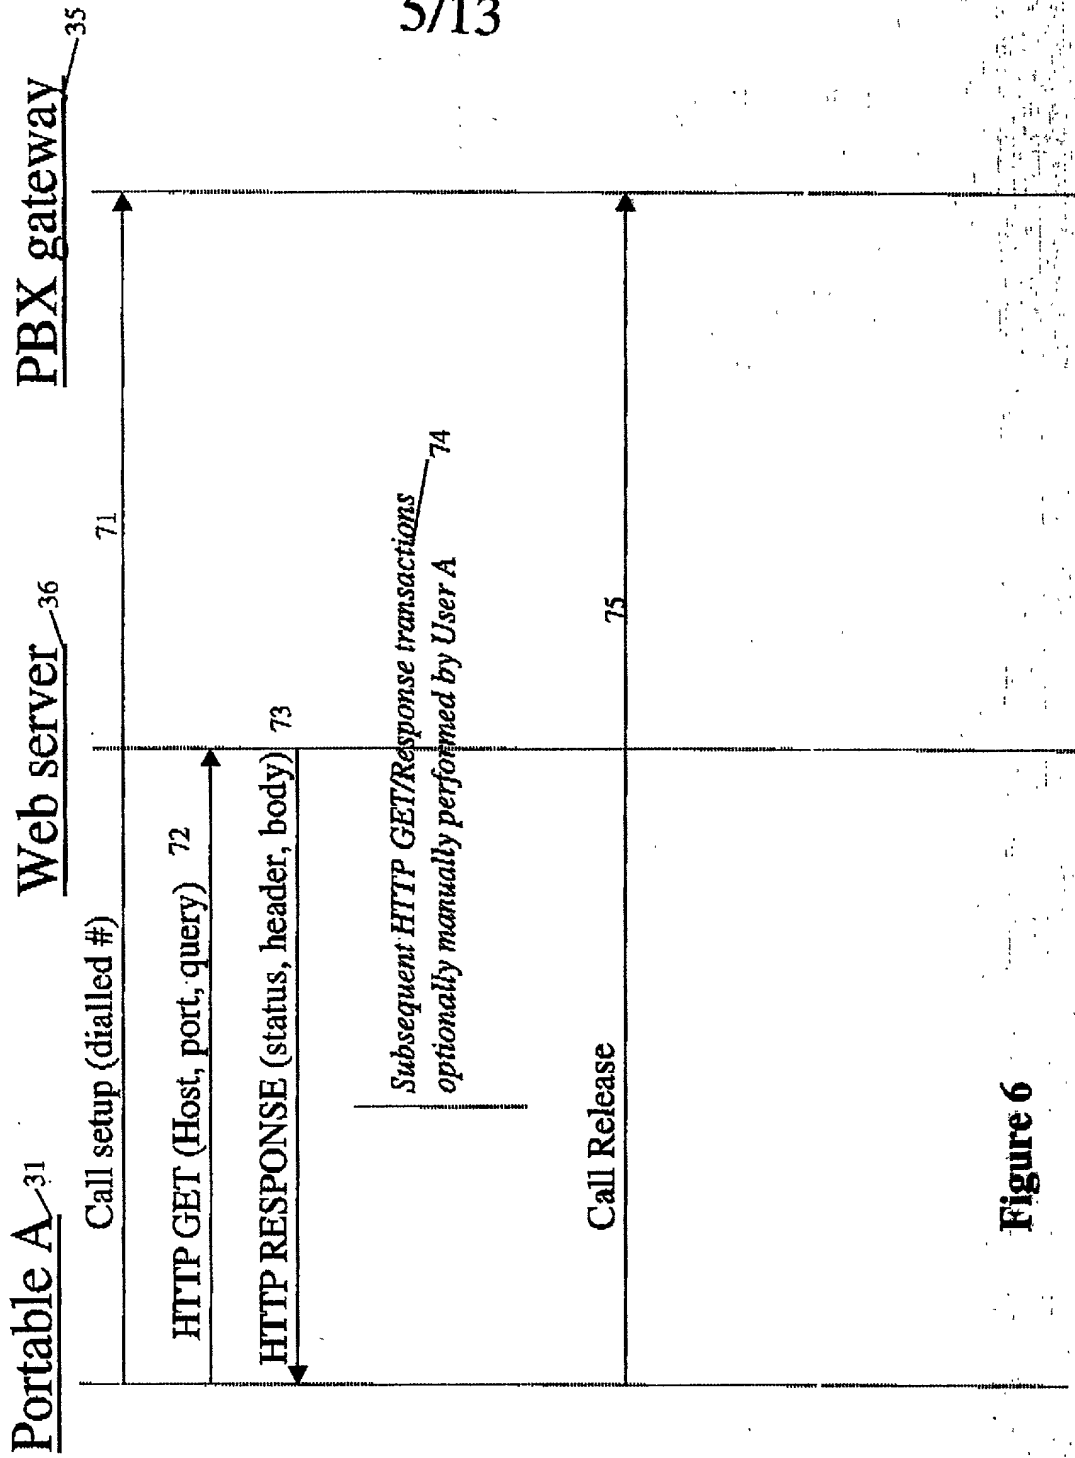 5/13
Portable A 31
Web server 36
PBX gateway 35
Call setup (dialled #)
71
HTTP GET (Host, port, query) 72
HTTP RESPONSE (status, header, body) 73
Subsequent HTTP GET/Response transactions
optionally manually performed by User A
74
Call Release
75
Figure 6